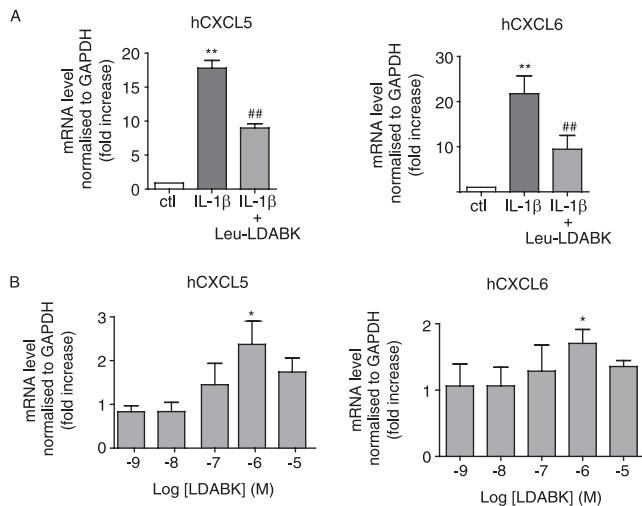 A
hCXCL5
mRNA level
normalised to GAPDH
(fold increase)
20
15
10
5
0
**
##
ctl
IL-1β
IL-1β
+
Leu-LDABK
hCXCL6
mRNA level
normalised to GAPDH
(fold increase)
30
20
10
**
##
ctl
IL-1β
IL-1β
+
Leu-LDABK
B
hCXCL5
mRNA level
normalised to GAPDH
(fold increase)
3
2
1
0
*
-9 -8 -7 -6 -5
Log [LDABK] (M)
hCXCL6
mRNA level
normalised to GAPDH
(fold increase)
2
1
0
*
-9 -8 -7 -6 -5
Log [LDABK] (M)